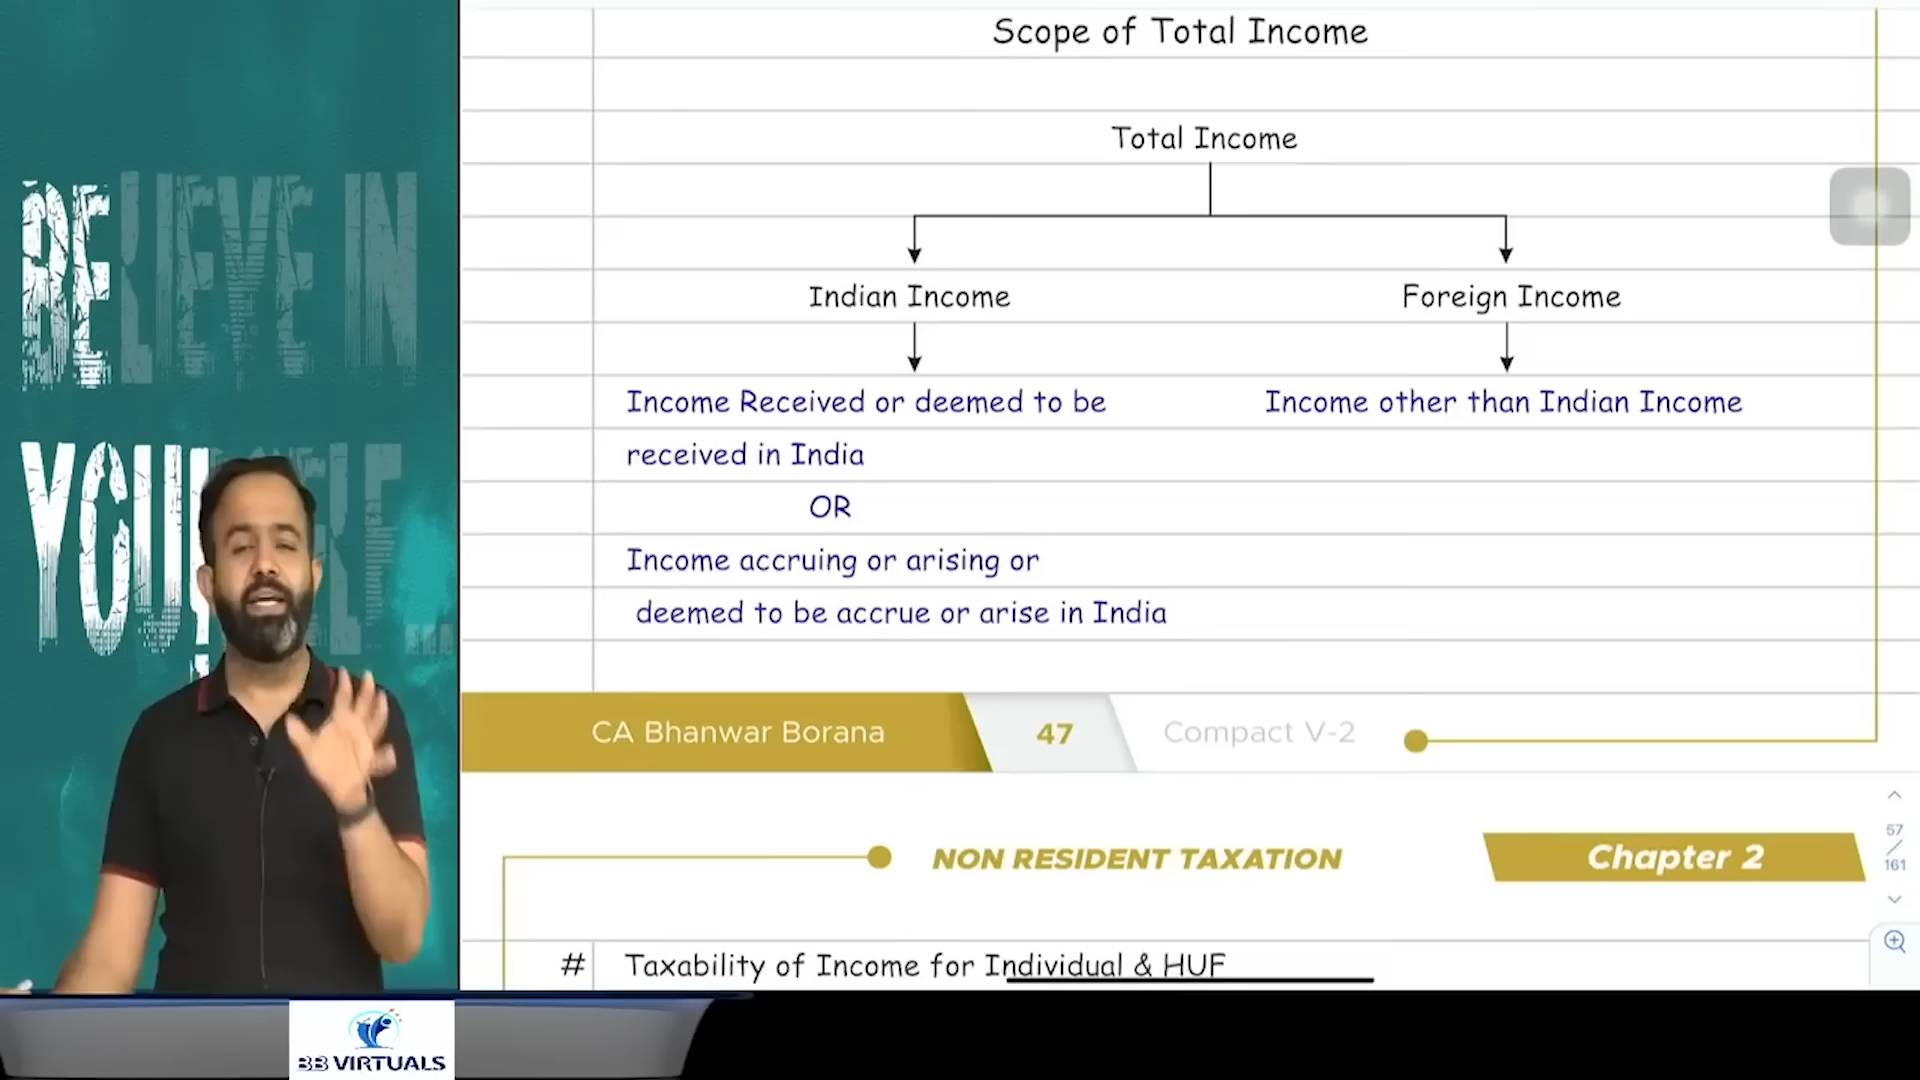 BELIEVE IN
Scope of Total Income
Total Income
Indian Income
Foreign Income
Income Received or deemed to be
received in India
OR
Income accruing or arising or
deemed to be accrue or arise in India
Income other than Indian Income
CA Bhanwar Borana
47
Compact V-2
NON RESIDENT TAXATION
Chapter 2
57
/
161
# Taxability of Income for Individual & HUF
BB VIRTUALS